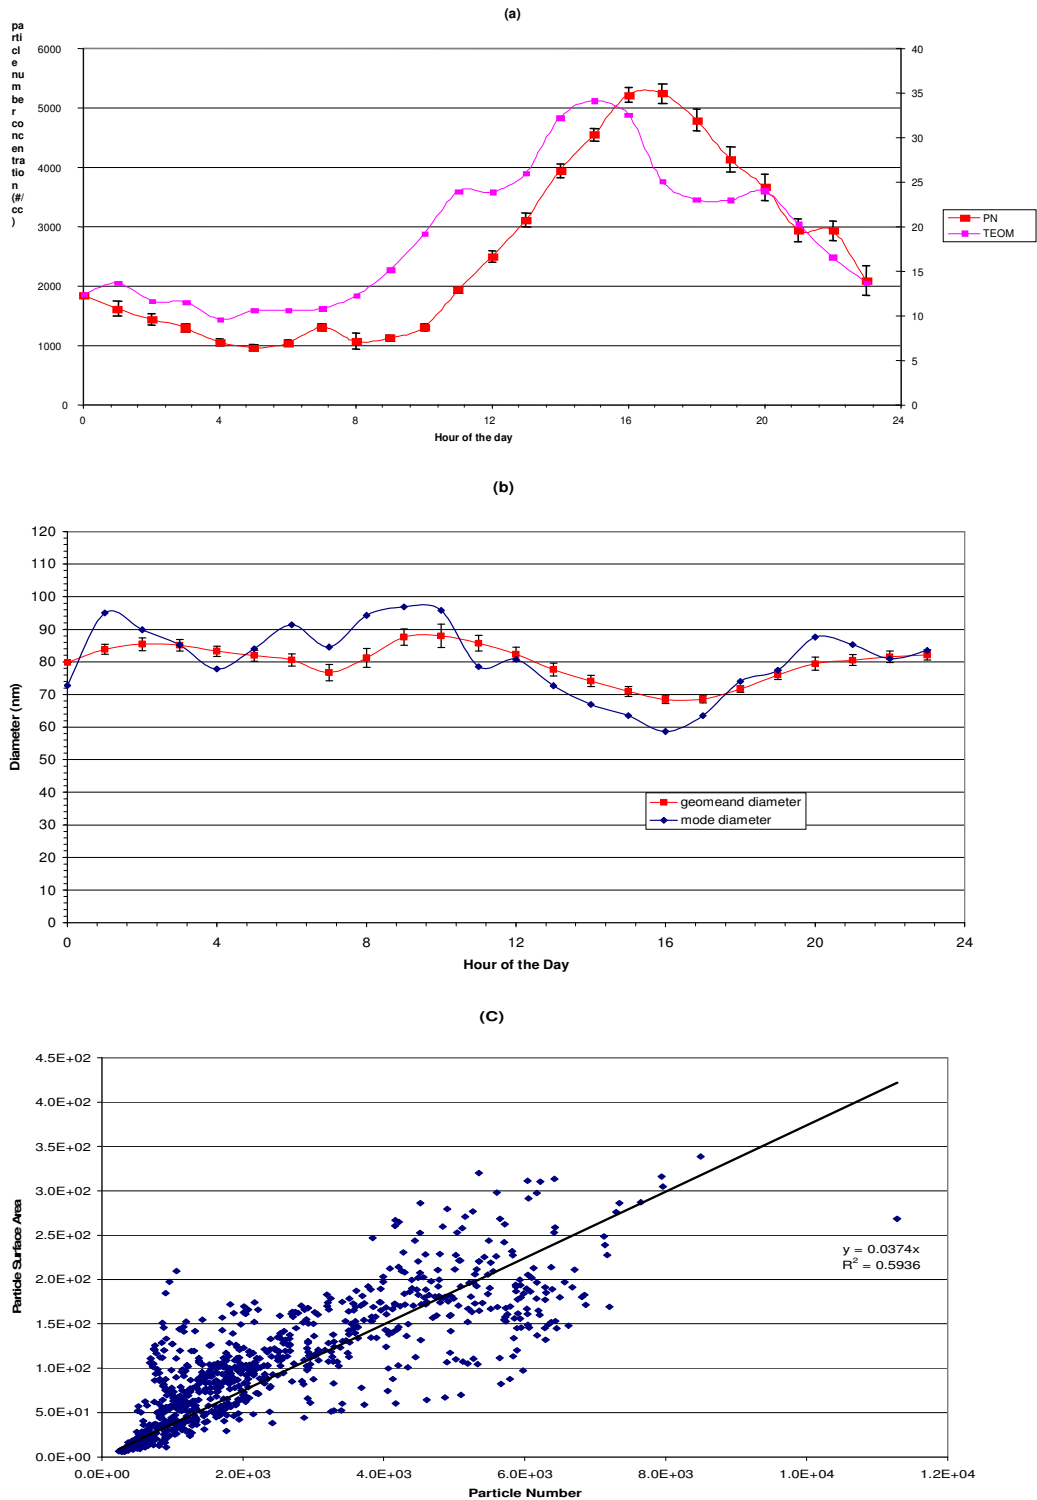 (a)
pa
rti
cl
e
nu
m
be
r
co
nc
en
tra
tio
n
(#/
cc
)
6000
5000
4000
3000
2000
1000
0
40
35
30
25
20
15
10
5
0
PN
TEOM
0 4 8 12 16 20 24
Hour of the day
(b)
120
110
100
90
80
70
60
50
40
30
20
10
0
Diameter (nm)
geomeand diameter
mode diameter
0 4 8 12 16 20 24
Hour of the Day
(C)
4.5E+02
4.0E+02
3.5E+02
3.0E+02
2.5E+02
2.0E+02
1.5E+02
1.0E+02
5.0E+01
0.0E+00
Particle Surface Area
y = 0.0374x
R² = 0.5936
0.0E+00 2.0E+03 4.0E+03 6.0E+03 8.0E+03 1.0E+04 1.2E+04
Particle Number